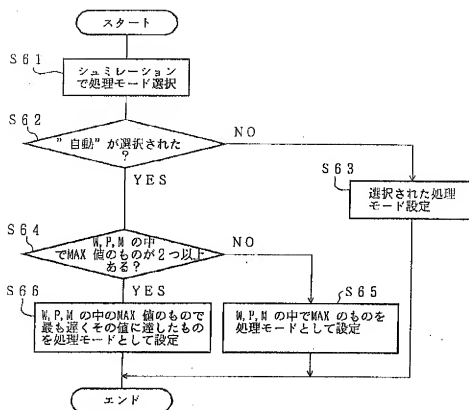 スタート
S61
シュミレーション
で処理モード選択
S62
”自動”が選択された
?
NO
YES
S63
選択された処理
モード設定
S64
W,P,M の中
でMAX 値のものが2つ以上
ある?
NO
YES
S66
W,P,M の中のMAX 値のもので
最も遅くその値に達したもの
を処理モードとして設定
S65
W,P,M の中でMAX のものを
処理モードとして設定
エンド